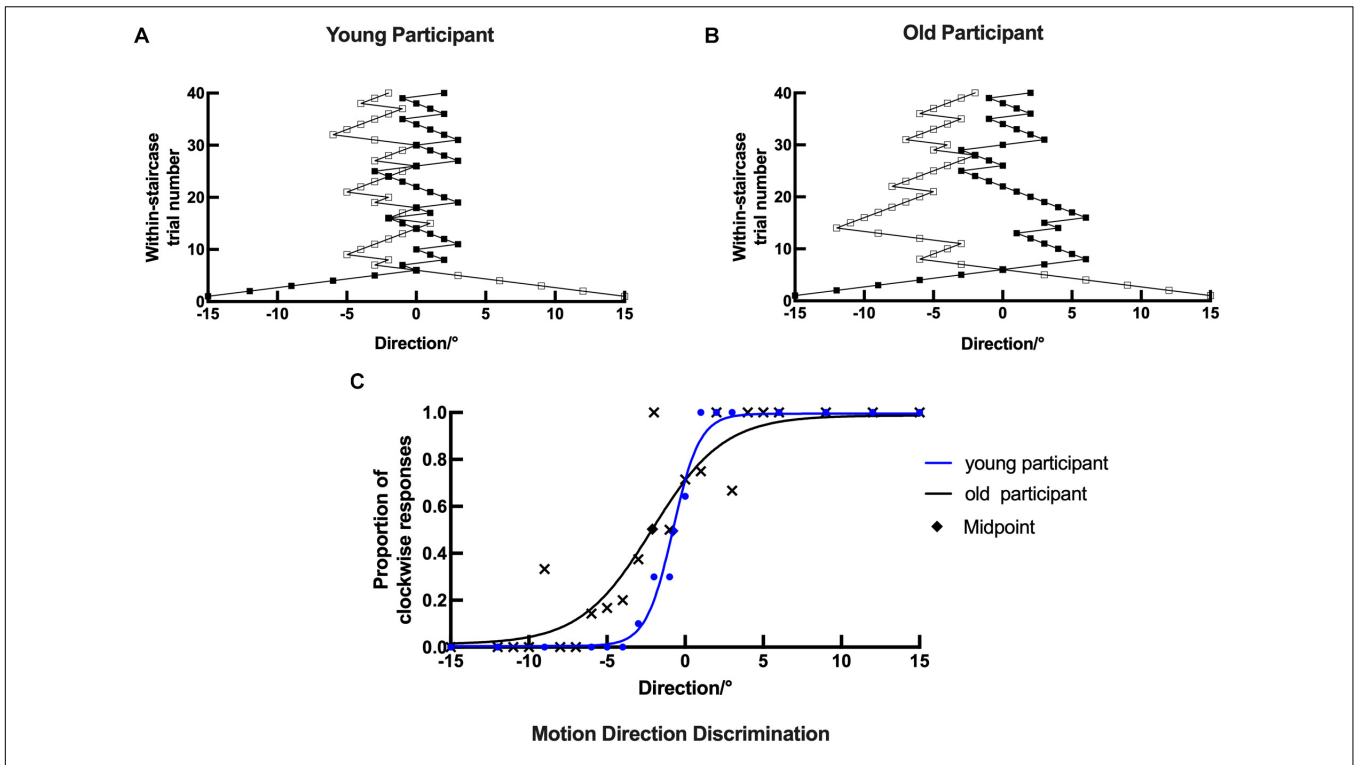 A
Young Participant
B
Old Participant
Within-staircase
trial number
40
30
20
10
0
-15
-10
-5
0
5
10
15
Direction/°
Within-staircase
trial number
40
30
20
10
0
-15
-10
-5
0
5
10
15
Direction/°
C
Proportion of
clockwise responses
1.0
0.8
0.6
0.4
0.2
0.0
-15
-10
-5
0
5
10
15
Direction/°
young participant
old participant
Midpoint
Motion Direction Discrimination